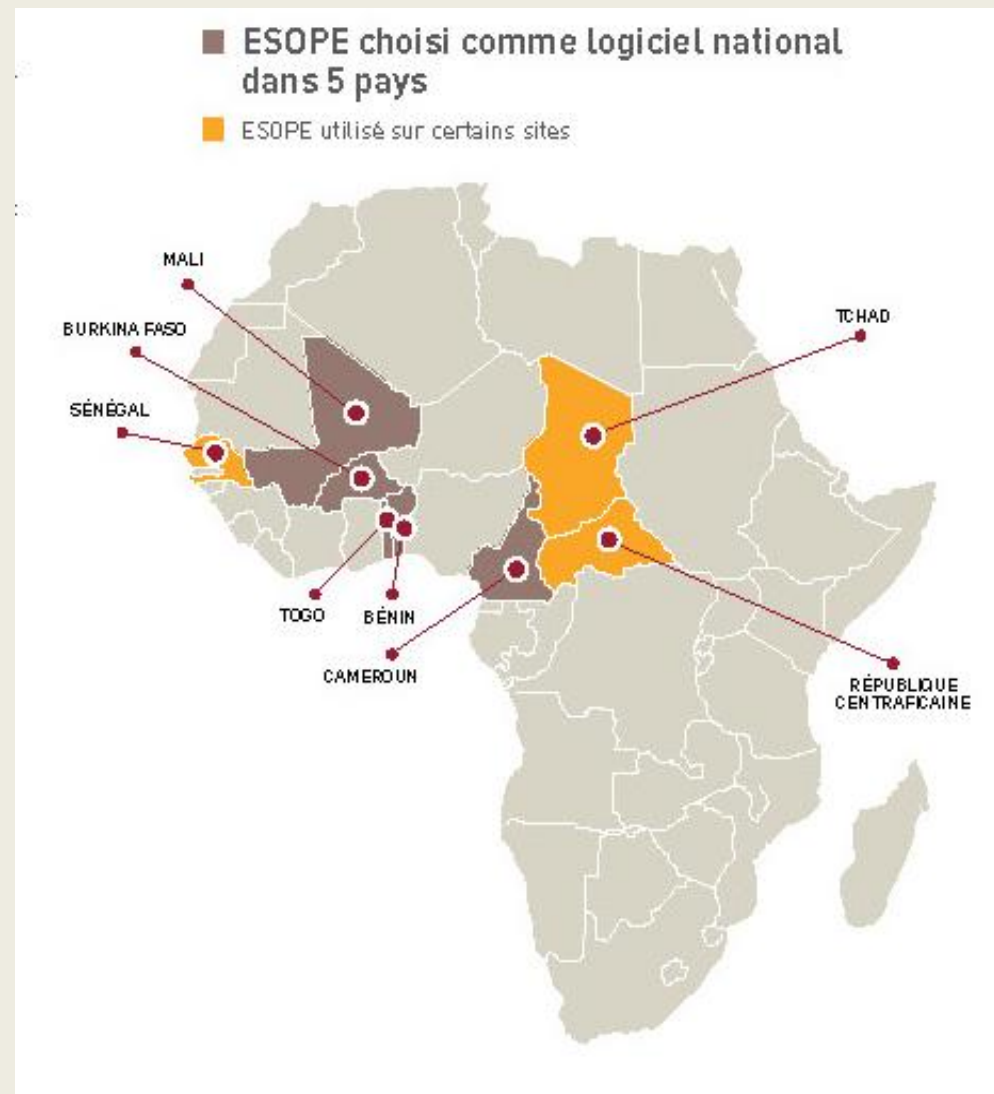 ESOPE choisi comme logiciel national
dans 5 pays
ESOPE utilisé sur certains sites
MALI
BURKINA FASO
SÉNÉGAL
TCHAD
TOGO
BÉNIN
CAMEROUN
RÉPUBLIQUE
CENTRAFICAINE